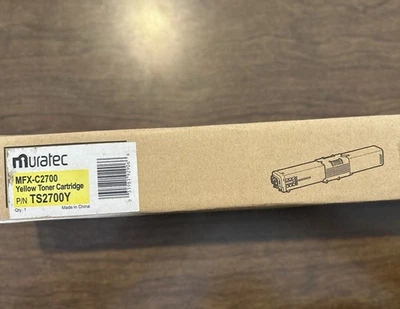 muratec
MFX-C2700
Yellow Toner Cartridge
P/N TS2700Y
Qty. 1 Made in China